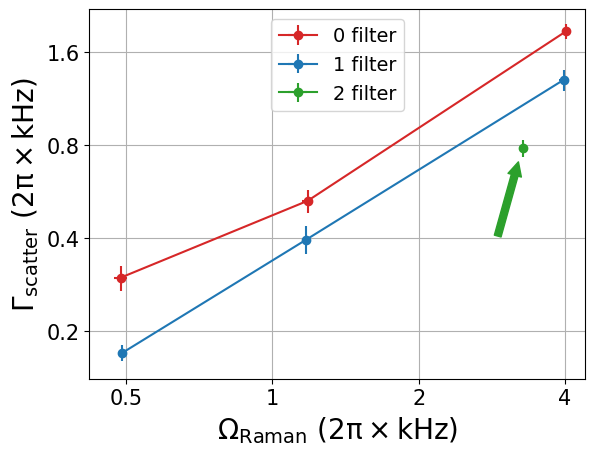 0 filter
1 filter
2 filter
1.6
0.8
0.4
0.2
Γscatter (2π × kHz)
0.5 1 2 4
ΩRaman (2π × kHz)